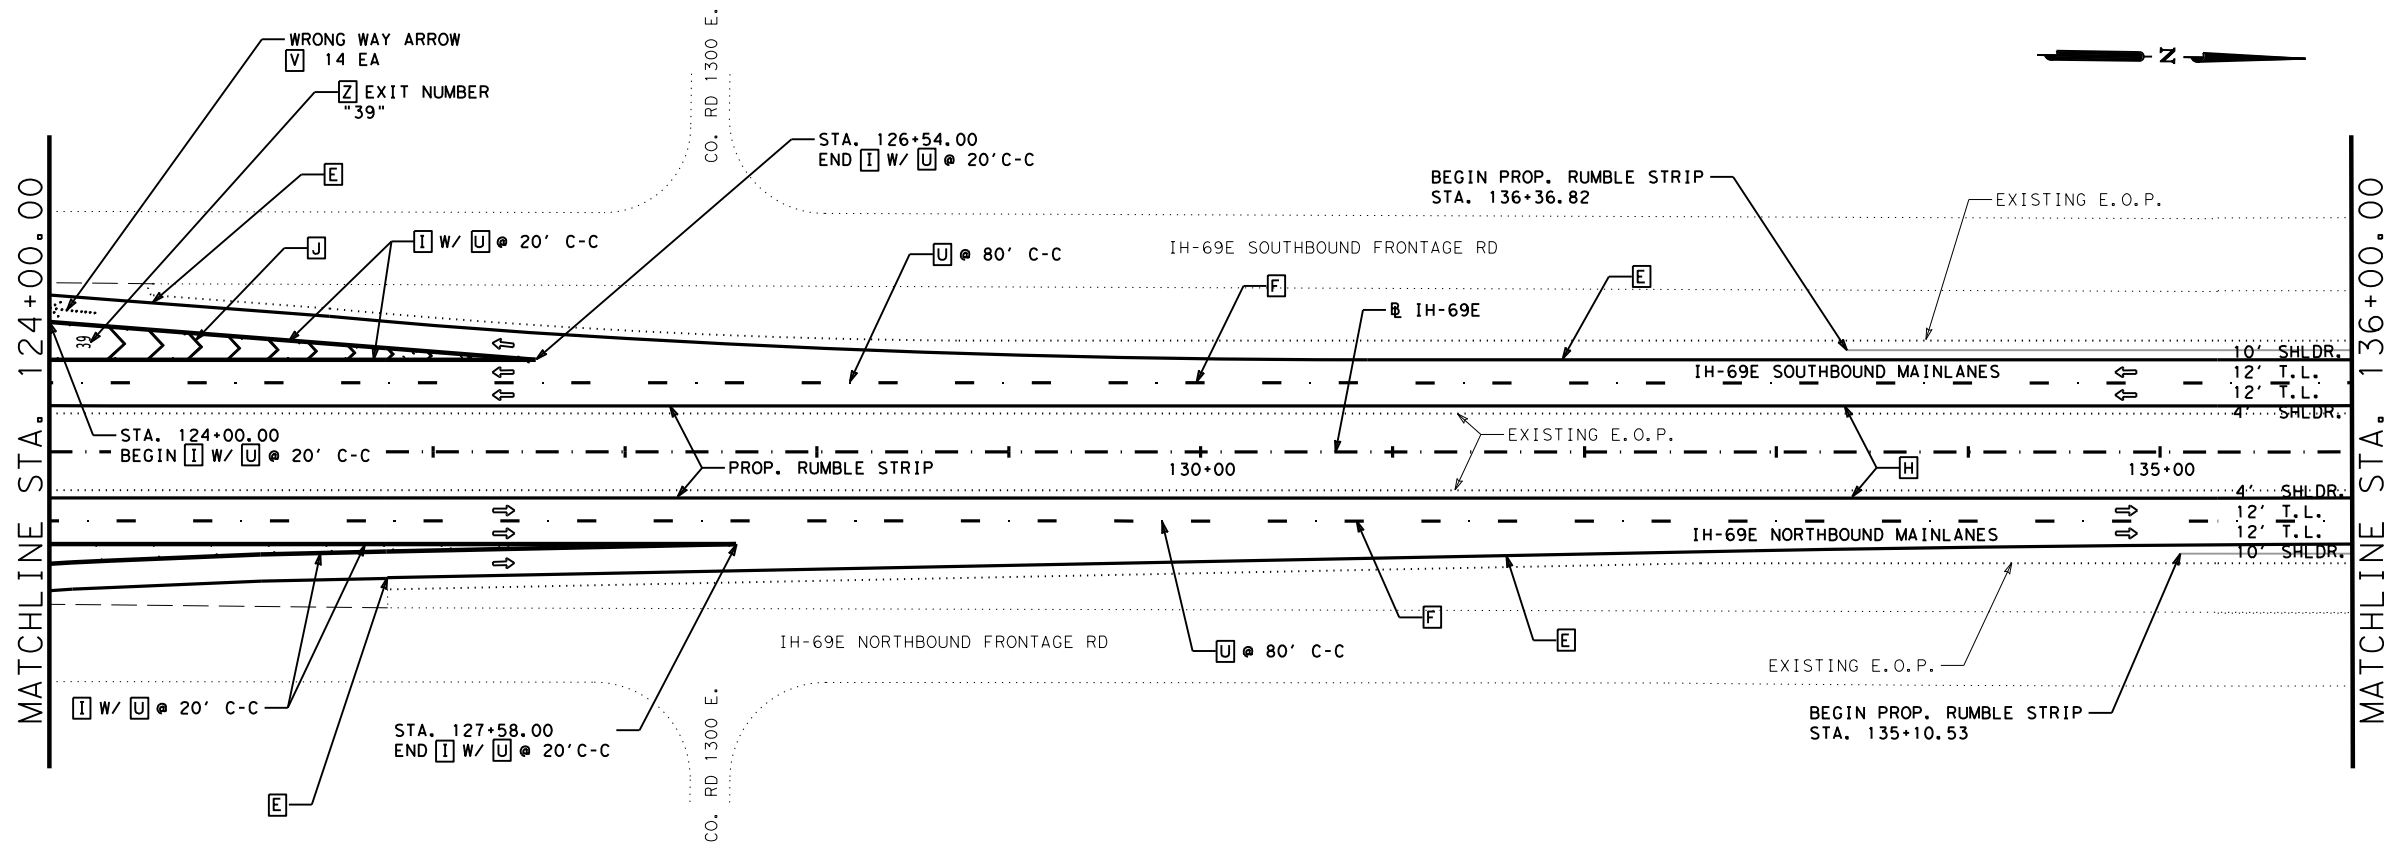 WRONG WAY ARROW
V 14 EA
Z EXIT NUMBER
"39"
E
J
I W/ U @ 20' C-C
CO. RD 1300 E.
STA. 126+54.00
END I W/ U @ 20'C-C
U @ 80' C-C
IH-69E SOUTHBOUND FRONTAGE RD
F
℄ IH-69E
BEGIN PROP. RUMBLE STRIP
STA. 136+36.82
E
EXISTING E.O.P.
N
MATCHLINE STA. 124+00.00
MATCHLINE STA. 136+00.00
39
IH-69E SOUTHBOUND MAINLANES
10' SHLDR.
12' T.L.
12' T.L.
4' SHLDR.
STA. 124+00.00
BEGIN I W/ U @ 20' C-C
PROP. RUMBLE STRIP
EXISTING E.O.P.
130+00
H
135+00
4' SHLDR.
12' T.L.
12' T.L.
10' SHLDR.
IH-69E NORTHBOUND MAINLANES
IH-69E NORTHBOUND FRONTAGE RD
U @ 80' C-C
F
E
EXISTING E.O.P.
I W/ U @ 20' C-C
STA. 127+58.00
END I W/ U @ 20'C-C
CO. RD 1300 E.
BEGIN PROP. RUMBLE STRIP
STA. 135+10.53
E